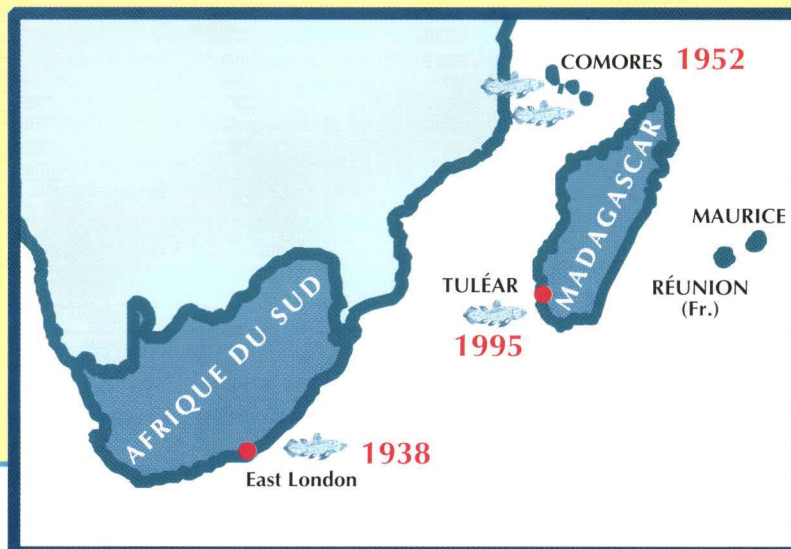 COMORES 1952
MADAGASCAR
MAURICE
TULÉAR
RÉUNION
(Fr.)
1995
AFRIQUE DU SUD
1938
East London